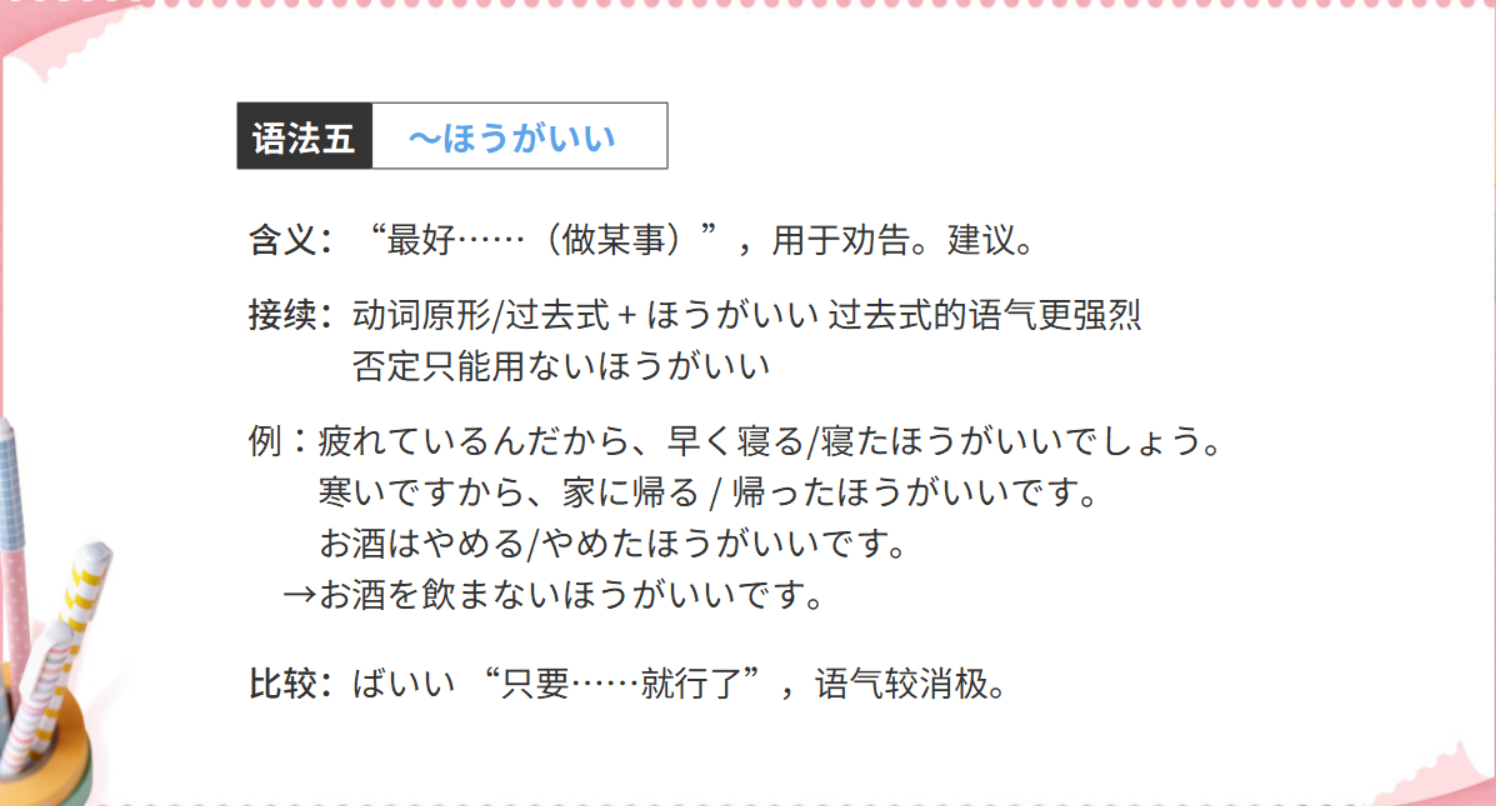 语法五 ～ほうがいい
含义：“最好……（做某事）”，用于劝告。建议。
接续：动词原形/过去式 + ほうがいい 过去式的语气更强烈
否定只能用ないほうがいい
例：疲れているんだから、早く寝る/寝たほうがいいでしょう。
寒いですから、家に帰る / 帰ったほうがいいです。
お酒はやめる/やめたほうがいいです。
→お酒を飲まないほうがいいです。
比较：ばいい “只要……就行了”，语气较消极。